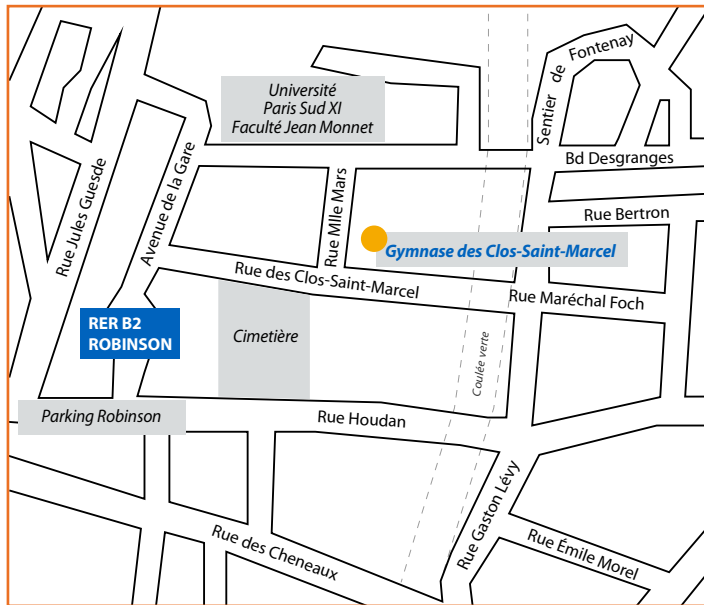 Sentier de Fontenay
Université
Paris Sud XI
Faculté Jean Monnet
Bd Desgranges
Rue Jules Guesde
Avenue de la Gare
Rue Mlle Mars
Rue Bertron
Gymnase des Clos-Saint-Marcel
Rue des Clos-Saint-Marcel
Rue Maréchal Foch
RER B2
ROBINSON
Cimetière
Coulée verte
Parking Robinson
Rue Houdan
Rue Gaston Lévy
Rue des Cheneaux
Rue Émile Morel